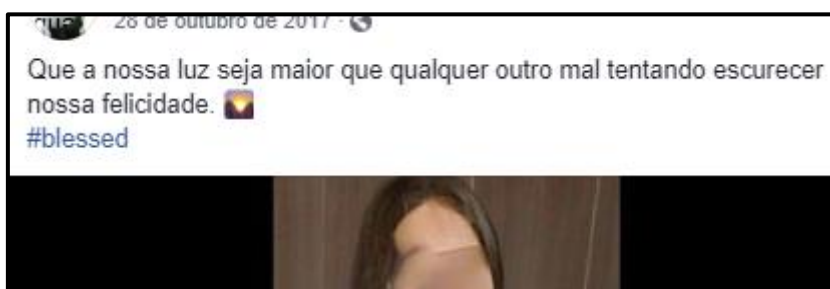 28 de outubro de 2017 ·
Que a nossa luz seja maior que qualquer outro mal tentando escurecer
nossa felicidade. 🌄
#blessed